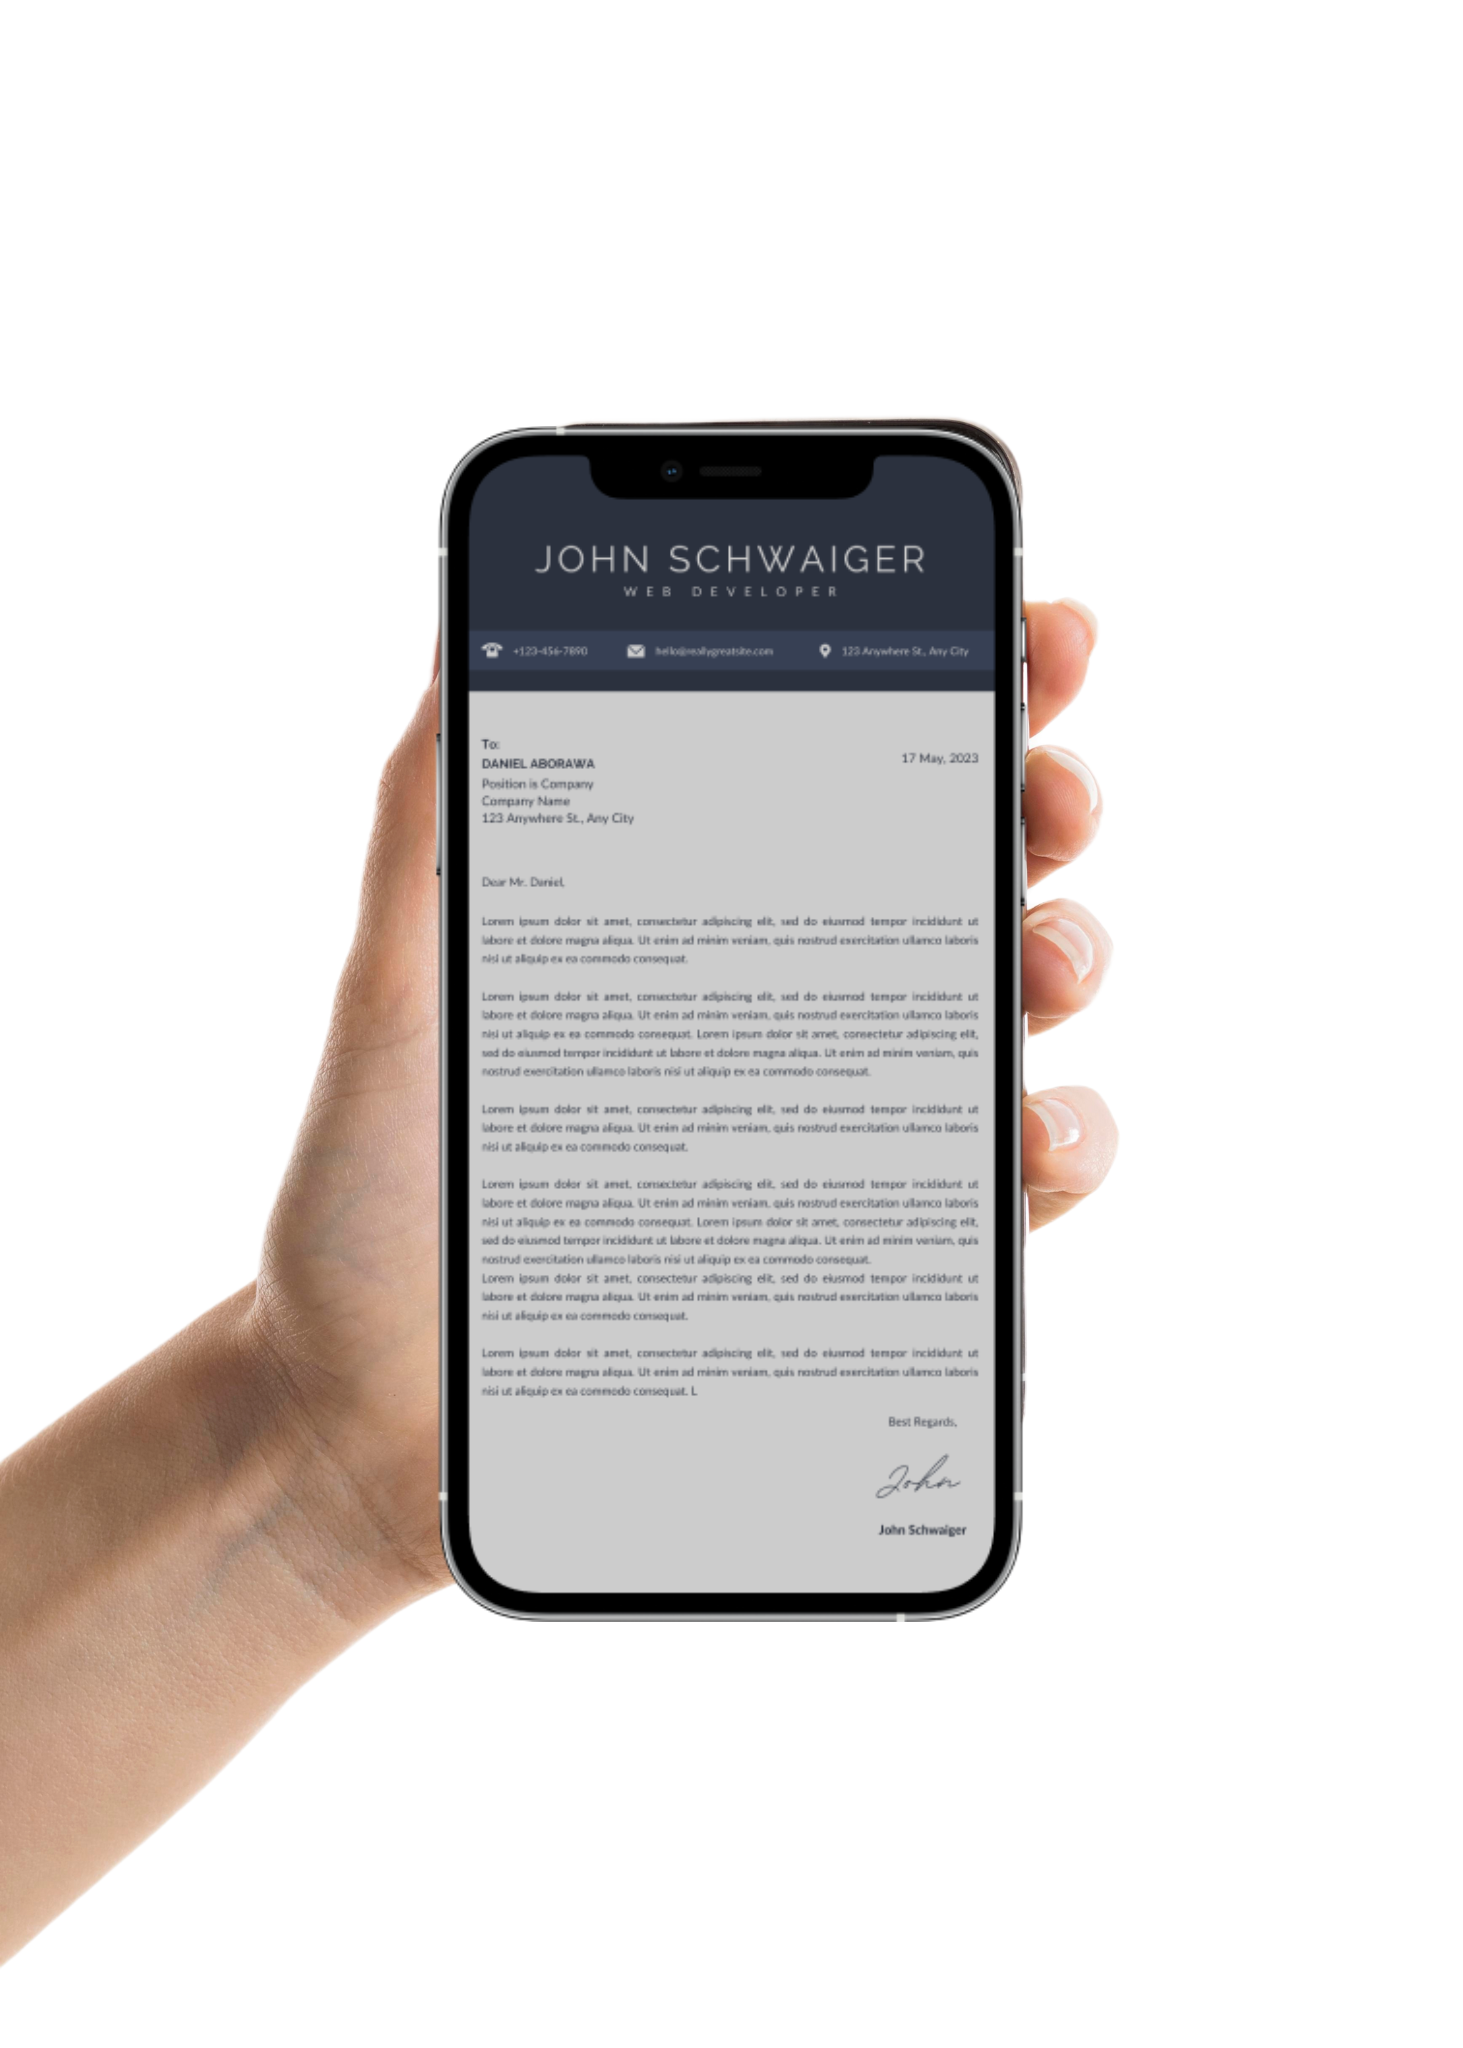 JOHN SCHWAIGER
WEB DEVELOPER
+123-456-7890 hello@reallygreatsite.com 123 Anywhere St., Any City
To:
DANIEL ABORAWA
17 May, 2023
Position is Company
Company Name
123 Anywhere St., Any City
Dear Mr. Daniel,
Lorem ipsum dolor sit amet, consectetur adipiscing elit, sed do eiusmod tempor incididunt ut
labore et dolore magna aliqua. Ut enim ad minim veniam, quis nostrud exercitation ullamco laboris
nisi ut aliquip ex ea commodo consequat.
Lorem ipsum dolor sit amet, consectetur adipiscing elit, sed do eiusmod tempor incididunt ut
labore et dolore magna aliqua. Ut enim ad minim veniam, quis nostrud exercitation ullamco laboris
nisi ut aliquip ex ea commodo consequat. Lorem ipsum dolor sit amet, consectetur adipiscing elit,
sed do eiusmod tempor incididunt ut labore et dolore magna aliqua. Ut enim ad minim veniam, quis
nostrud exercitation ullamco laboris nisi ut aliquip ex ea commodo consequat.
Lorem ipsum dolor sit amet, consectetur adipiscing elit, sed do eiusmod tempor incididunt ut
labore et dolore magna aliqua. Ut enim ad minim veniam, quis nostrud exercitation ullamco laboris
nisi ut aliquip ex ea commodo consequat.
Lorem ipsum dolor sit amet, consectetur adipiscing elit, sed do eiusmod tempor incididunt ut
labore et dolore magna aliqua. Ut enim ad minim veniam, quis nostrud exercitation ullamco laboris
nisi ut aliquip ex ea commodo consequat. Lorem ipsum dolor sit amet, consectetur adipiscing elit,
sed do eiusmod tempor incididunt ut labore et dolore magna aliqua. Ut enim ad minim veniam, quis
nostrud exercitation ullamco laboris nisi ut aliquip ex ea commodo consequat.
Lorem ipsum dolor sit amet, consectetur adipiscing elit, sed do eiusmod tempor incididunt ut
labore et dolore magna aliqua. Ut enim ad minim veniam, quis nostrud exercitation ullamco laboris
nisi ut aliquip ex ea commodo consequat.
Lorem ipsum dolor sit amet, consectetur adipiscing elit, sed do eiusmod tempor incididunt ut
labore et dolore magna aliqua. Ut enim ad minim veniam, quis nostrud exercitation ullamco laboris
nisi ut aliquip ex ea commodo consequat. L
Best Regards,
John
John Schwaiger